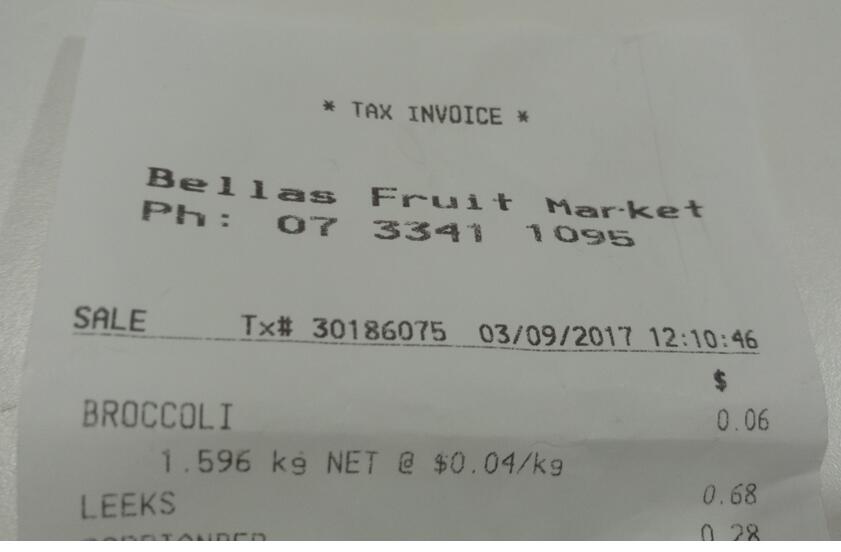 * TAX INVOICE *
Bellas Fruit Market
Ph: 07 3341 1095
SALE Tx# 30186075 03/09/2017 12:10:46
$
BROCCOLI 0.06
1.596 kg NET @ $0.04/kg
LEEKS 0.68
CORRIANDER 0.28